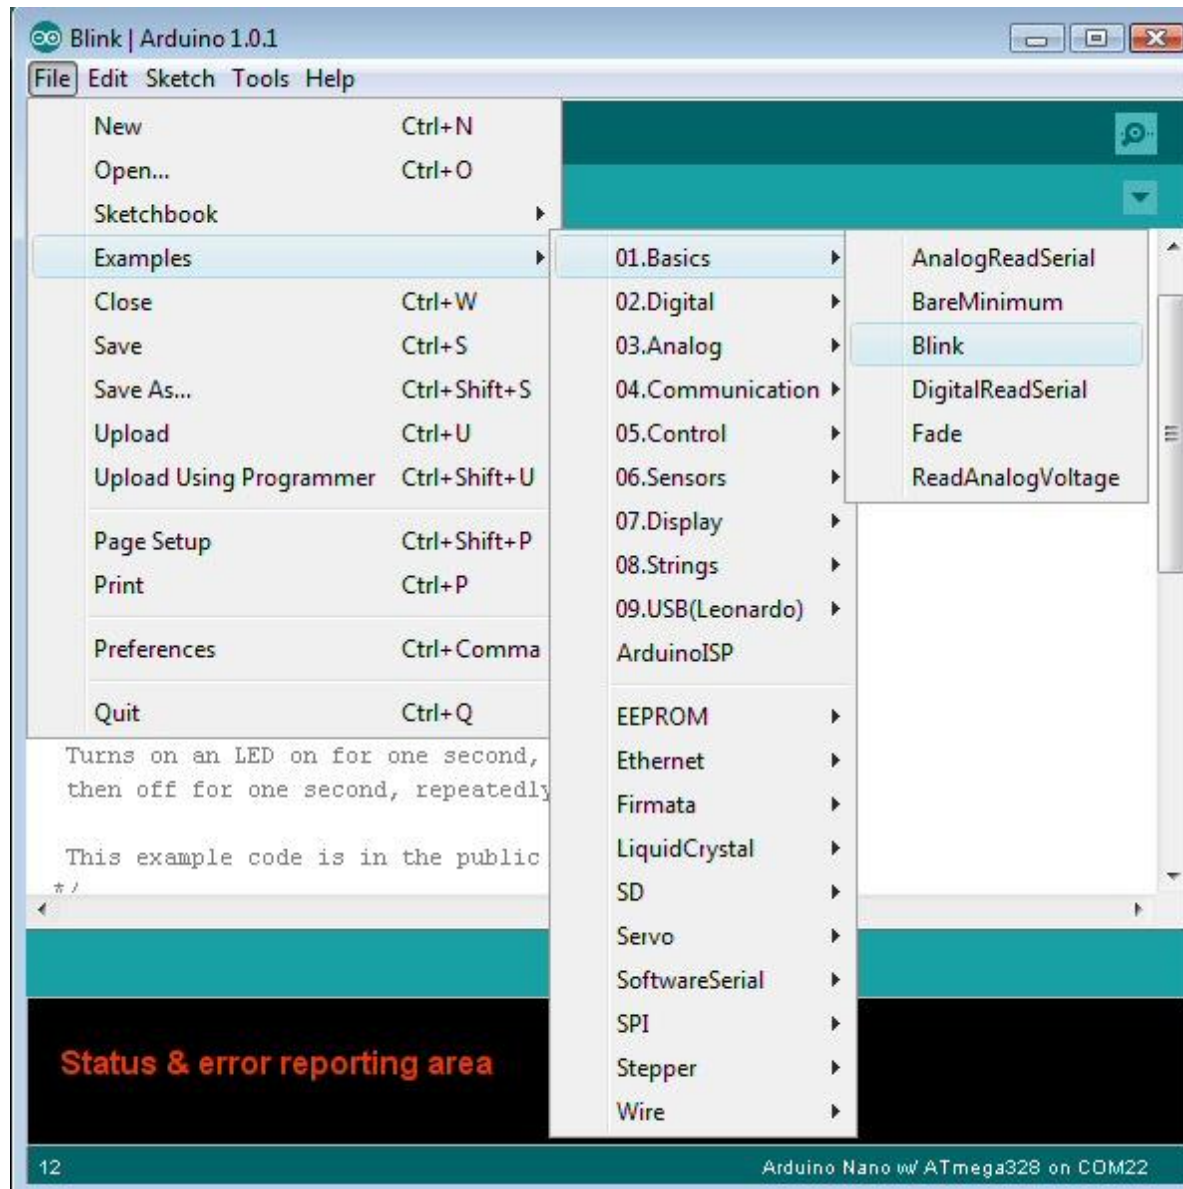 Blink | Arduino 1.0.1
File Edit Sketch Tools Help
New Ctrl+N
Open... Ctrl+O
Sketchbook
Examples
Close Ctrl+W
Save Ctrl+S
Save As... Ctrl+Shift+S
Upload Ctrl+U
Upload Using Programmer Ctrl+Shift+U
Page Setup Ctrl+Shift+P
Print Ctrl+P
Preferences Ctrl+Comma
Quit Ctrl+Q
01.Basics
02.Digital
03.Analog
04.Communication
05.Control
06.Sensors
07.Display
08.Strings
09.USB(Leonardo)
ArduinoISP
EEPROM
Ethernet
Firmata
LiquidCrystal
SD
Servo
SoftwareSerial
SPI
Stepper
Wire
AnalogReadSerial
BareMinimum
Blink
DigitalReadSerial
Fade
ReadAnalogVoltage
Turns on an LED on for one second,
then off for one second, repeatedly
This example code is in the public
*/
Status & error reporting area
12 Arduino Nano w/ ATmega328 on COM22